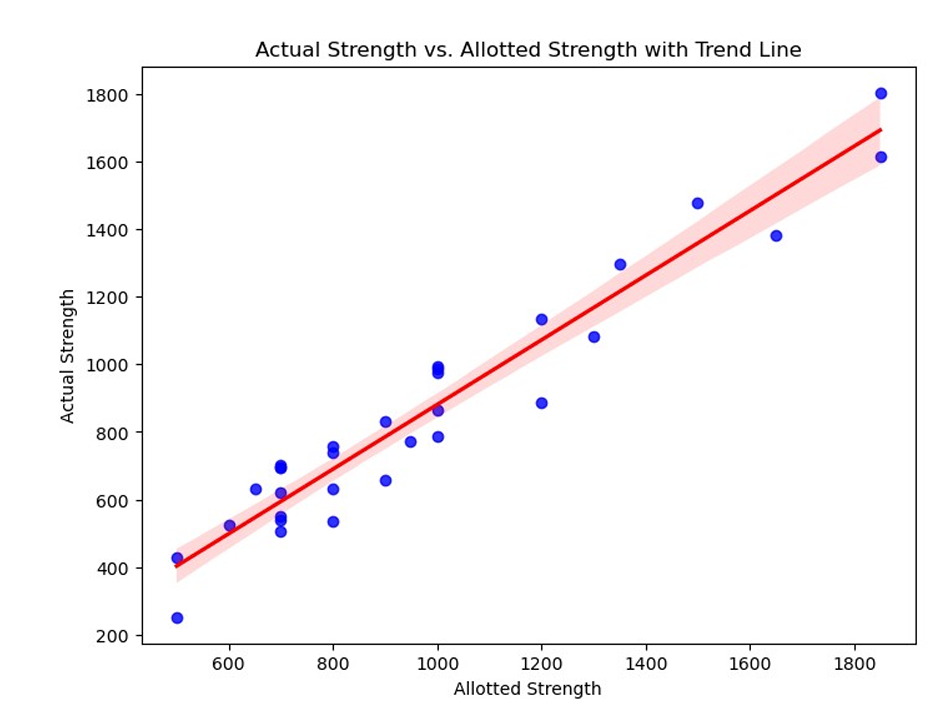 Actual Strength vs. Allotted Strength with Trend Line
1800
1600
1400
1200
1000
800
600
400
200
Actual Strength
600 800 1000 1200 1400 1600 1800
Allotted Strength